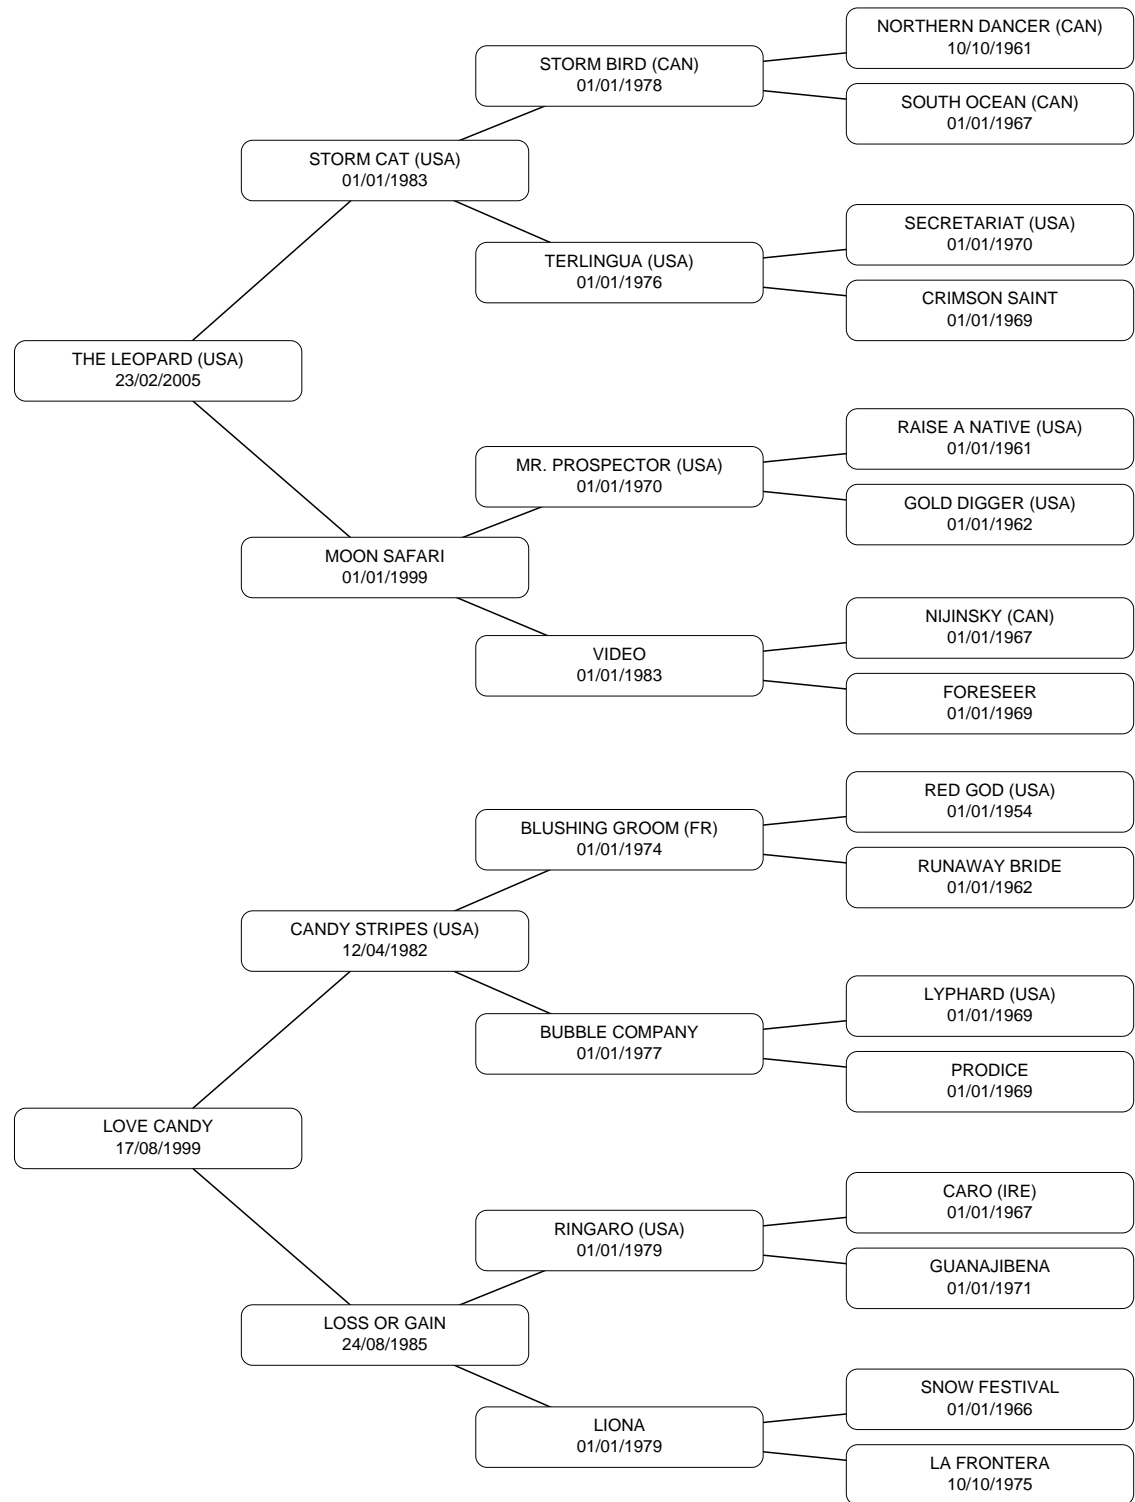 NORTHERN DANCER (CAN)
10/10/1961
STORM BIRD (CAN)
01/01/1978
SOUTH OCEAN (CAN)
01/01/1967
STORM CAT (USA)
01/01/1983
SECRETARIAT (USA)
01/01/1970
TERLINGUA (USA)
01/01/1976
CRIMSON SAINT
01/01/1969
THE LEOPARD (USA)
23/02/2005
RAISE A NATIVE (USA)
01/01/1961
MR. PROSPECTOR (USA)
01/01/1970
GOLD DIGGER (USA)
01/01/1962
MOON SAFARI
01/01/1999
NIJINSKY (CAN)
01/01/1967
VIDEO
01/01/1983
FORESEER
01/01/1969
RED GOD (USA)
01/01/1954
BLUSHING GROOM (FR)
01/01/1974
RUNAWAY BRIDE
01/01/1962
CANDY STRIPES (USA)
12/04/1982
LYPHARD (USA)
01/01/1969
BUBBLE COMPANY
01/01/1977
PRODICE
01/01/1969
LOVE CANDY
17/08/1999
CARO (IRE)
01/01/1967
RINGARO (USA)
01/01/1979
GUANAJIBENA
01/01/1971
LOSS OR GAIN
24/08/1985
SNOW FESTIVAL
01/01/1966
LIONA
01/01/1979
LA FRONTERA
10/10/1975